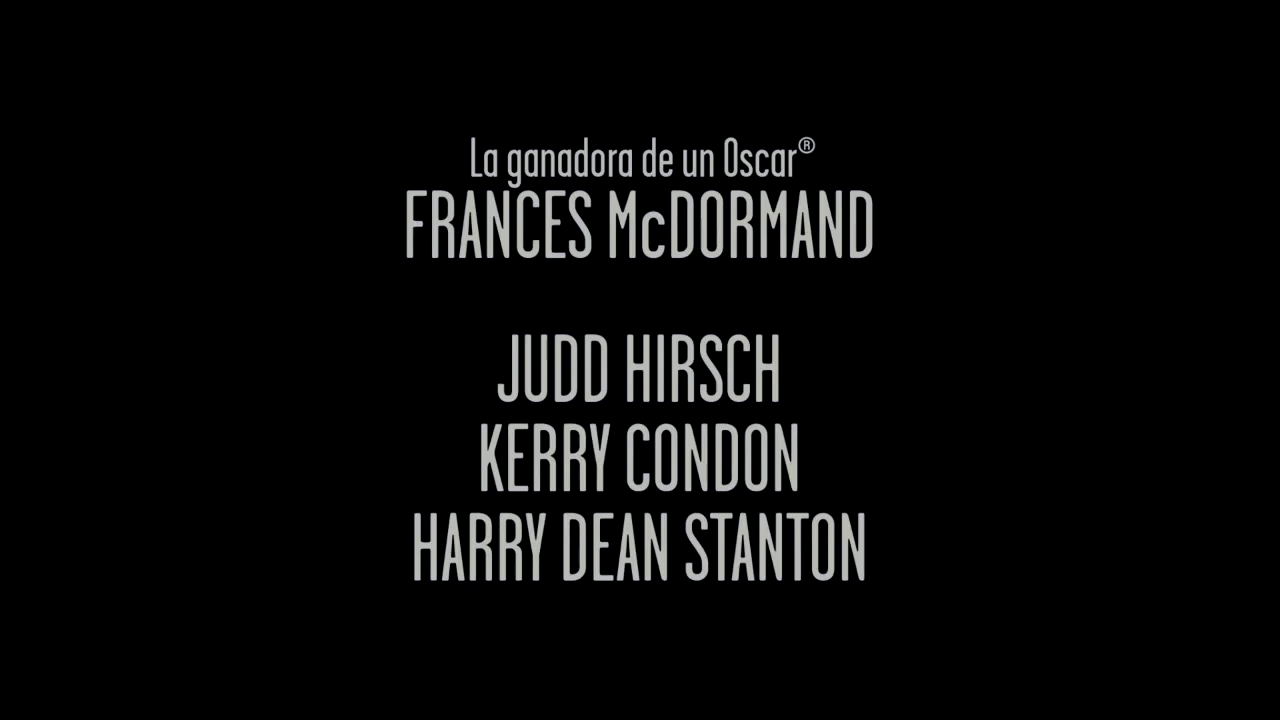 La ganadora de un Oscar®
FRANCES McDORMAND
JUDD HIRSCH
KERRY CONDON
HARRY DEAN STANTON